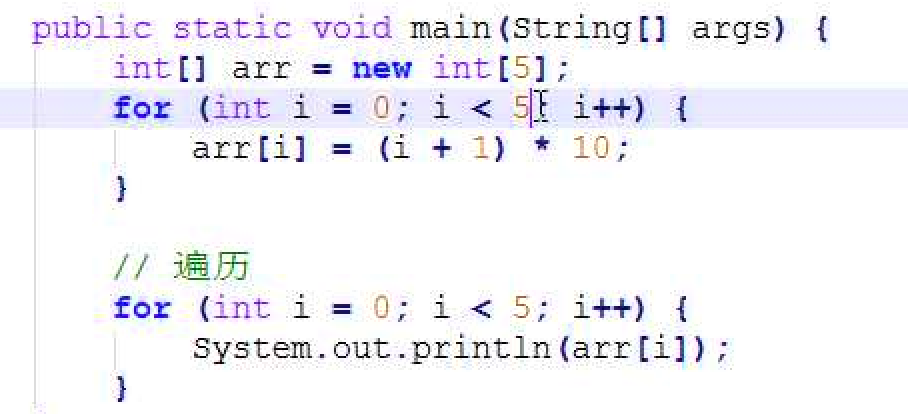 public static void main(String[] args) {
int[] arr = new int[5];
for (int i = 0; i < 5; i++) {
arr[i] = (i + 1) * 10;
}
// 遍历
for (int i = 0; i < 5; i++) {
System.out.println(arr[i]);
}